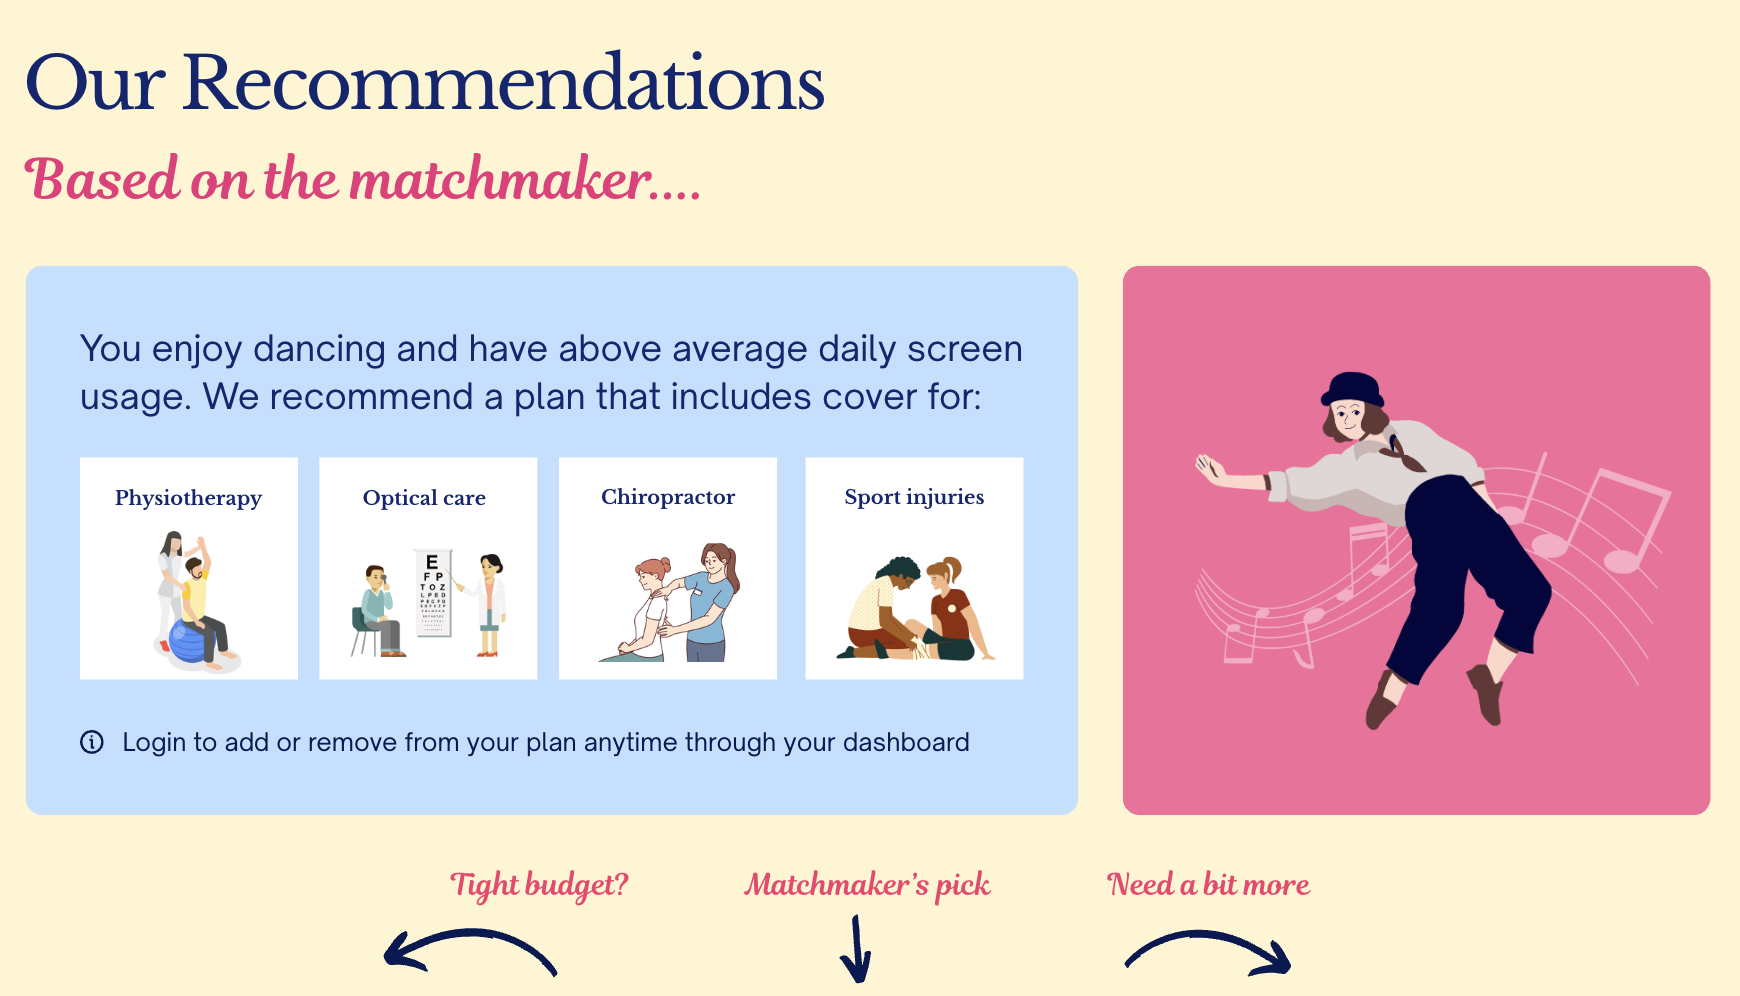 Our Recommendations
Based on the matchmaker....
You enjoy dancing and have above average daily screen
usage. We recommend a plan that includes cover for:
Physiotherapy
Optical care
Chiropractor
Sport injuries
E
F P
T O Z
L P E D
P E C F D
E D F C Z P
Login to add or remove from your plan anytime through your dashboard
Tight budget?
Matchmaker's pick
Need a bit more